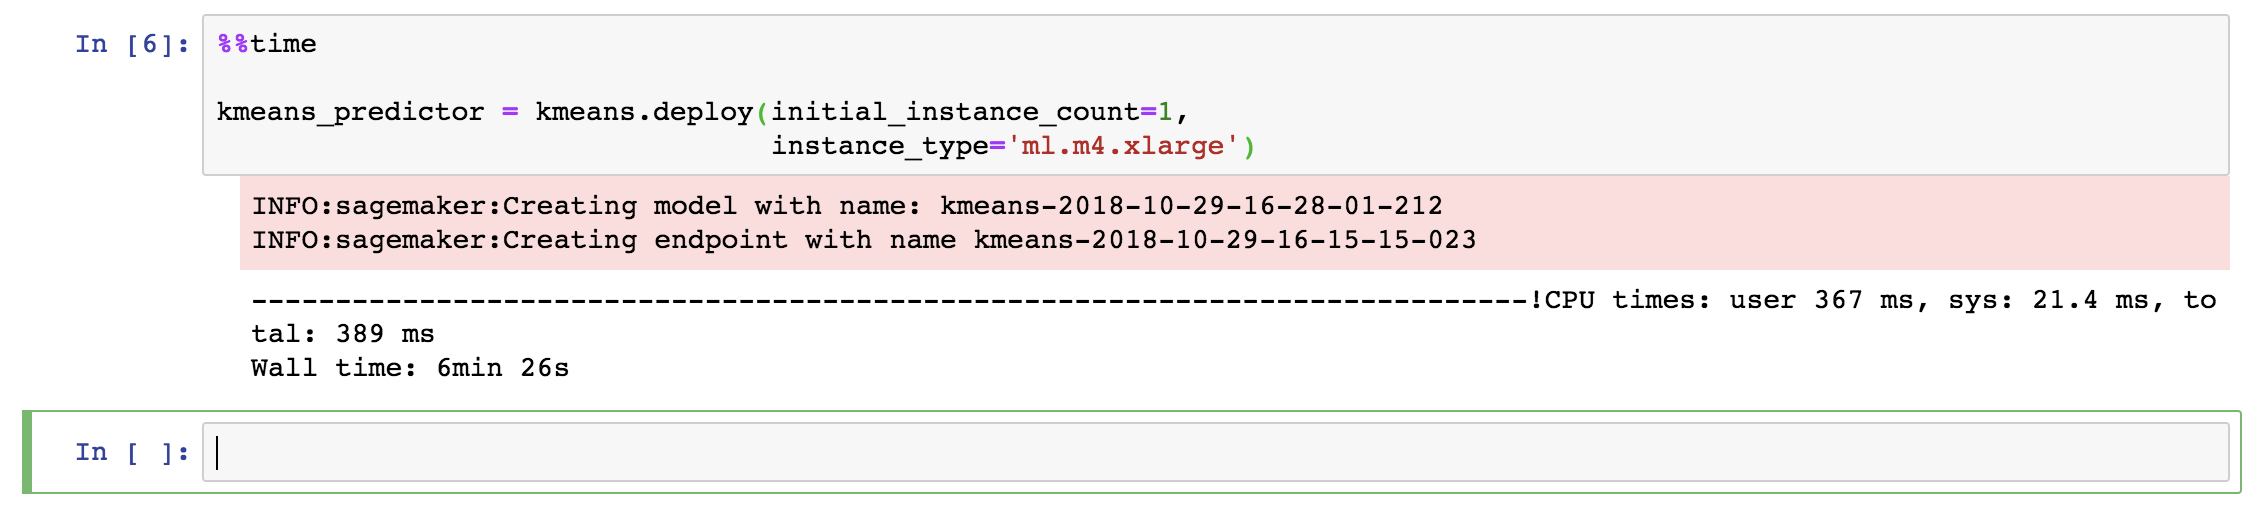 In [6]: %%time
kmeans_predictor = kmeans.deploy(initial_instance_count=1,
instance_type='ml.m4.xlarge')
INFO:sagemaker:Creating model with name: kmeans-2018-10-29-16-28-01-212
INFO:sagemaker:Creating endpoint with name kmeans-2018-10-29-16-15-15-023
----------------------------------------------------------------------------!CPU times: user 367 ms, sys: 21.4 ms, to
tal: 389 ms
Wall time: 6min 26s
In [ ]: